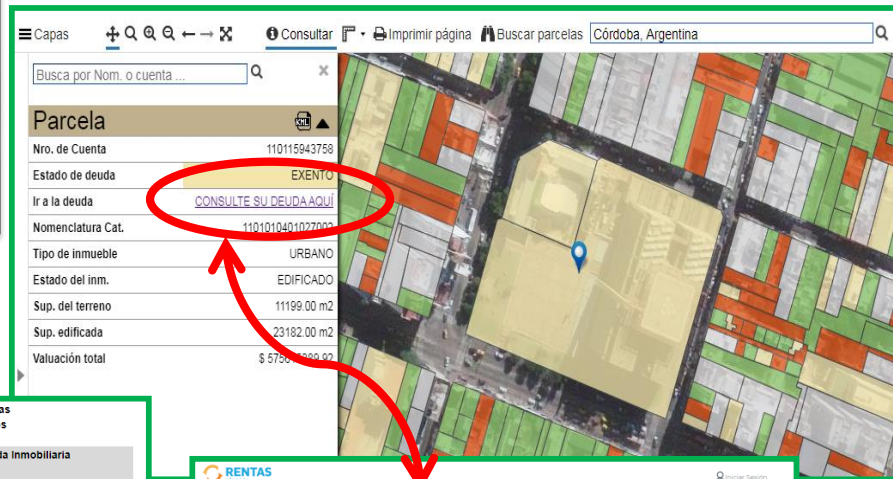 Capas Consultar Imprimir página Buscar parcelas Córdoba, Argentina
Busca por Nom. o cuenta ...
Parcela KML
Nro. de Cuenta 110115943758
Estado de deuda EXENTO
Ir a la deuda CONSULTE SU DEUDA AQUÍ
Nomenclatura Cat. 1101010401027002
Tipo de inmueble URBANO
Estado del inm. EDIFICADO
Sup. del terreno 11199.00 m2
Sup. edificada 23182.00 m2
Valuación total $
da Inmobiliaria
RENTAS
Iniciar Sesión